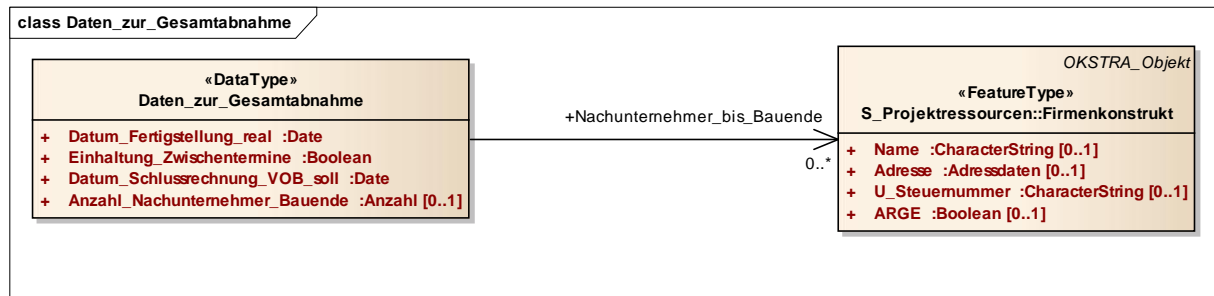 class Daten_zur_Gesamtabnahme
«DataType»
Daten_zur_Gesamtabnahme
+ Datum_Fertigstellung_real :Date
+ Einhaltung_Zwischentermine :Boolean
+ Datum_Schlussrechnung_VOB_soll :Date
+ Anzahl_Nachunternehmer_Bauende :Anzahl [0..1]
+Nachunternehmer_bis_Bauende
0..*
OKSTRA_Objekt
«FeatureType»
S_Projektressourcen::Firmenkonstrukt
+ Name :CharacterString [0..1]
+ Adresse :Adressdaten [0..1]
+ U_Steuernummer :CharacterString [0..1]
+ ARGE :Boolean [0..1]